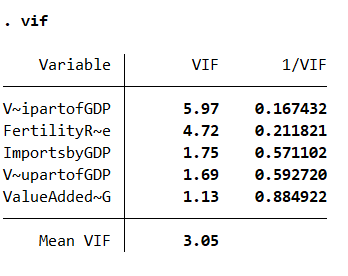 . vif
Variable | VIF 1/VIF
V~ipartofGDP | 5.97 0.167432
FertilityR~e | 4.72 0.211821
ImportsbyGDP | 1.75 0.571102
V~upartofGDP | 1.69 0.592720
ValueAdded~G | 1.13 0.884922
Mean VIF | 3.05